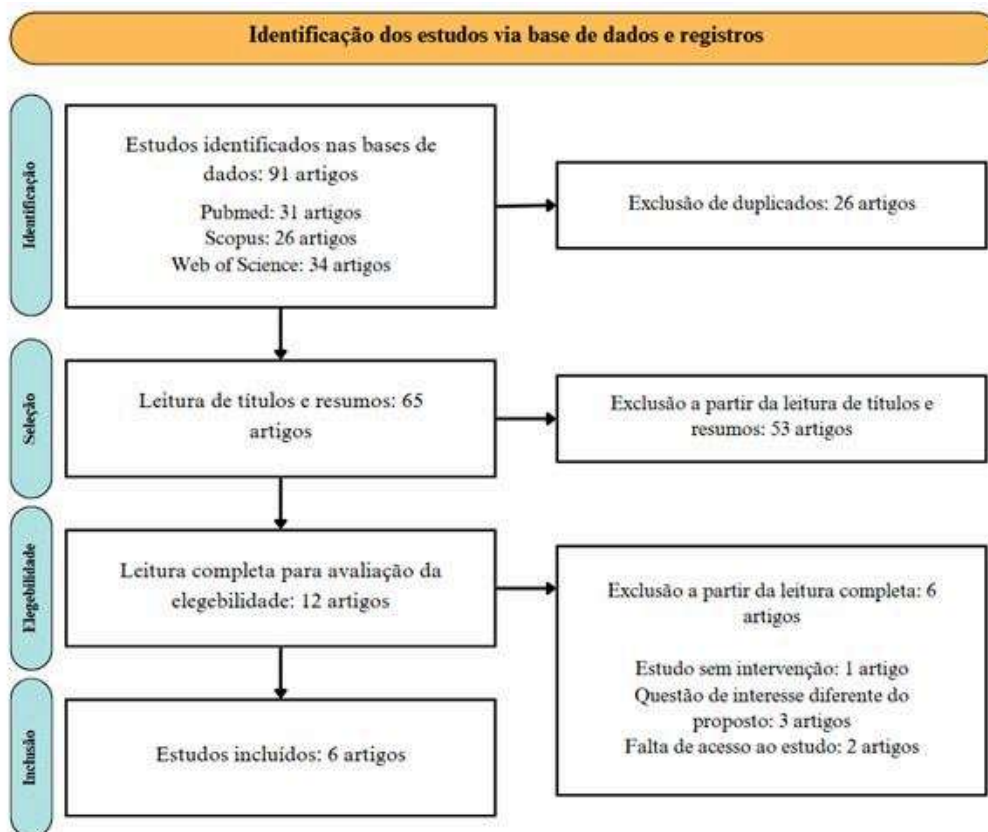 Identificação dos estudos via base de dados e registros
Identificação
Estudos identificados nas bases de
dados: 91 artigos
Pubmed: 31 artigos
Scopus: 26 artigos
Web of Science: 34 artigos
Exclusão de duplicados: 26 artigos
Seleção
Leitura de títulos e resumos: 65
artigos
Exclusão a partir da leitura de títulos e
resumos: 53 artigos
Elegebilidade
Leitura completa para avaliação da
elegebilidade: 12 artigos
Exclusão a partir da leitura completa: 6
artigos
Estudo sem intervenção: 1 artigo
Questão de interesse diferente do
proposto: 3 artigos
Falta de acesso ao estudo: 2 artigos
Inclusão
Estudos incluídos: 6 artigos